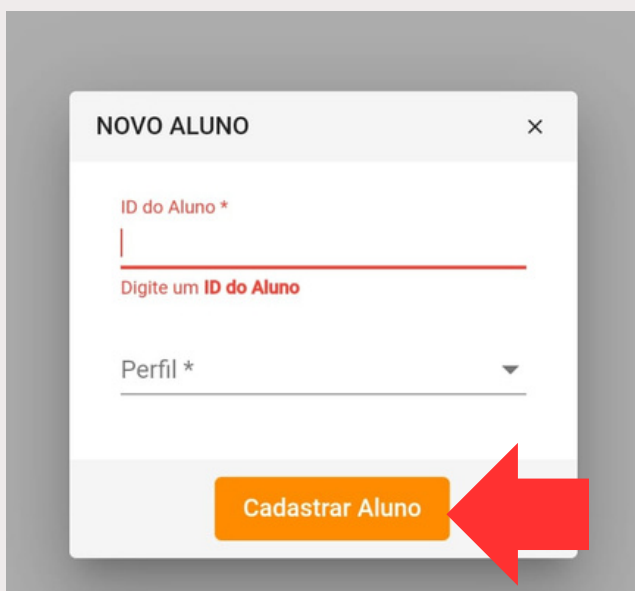 NOVO ALUNO ×
ID do Aluno *
Digite um ID do Aluno
Perfil *
Cadastrar Aluno